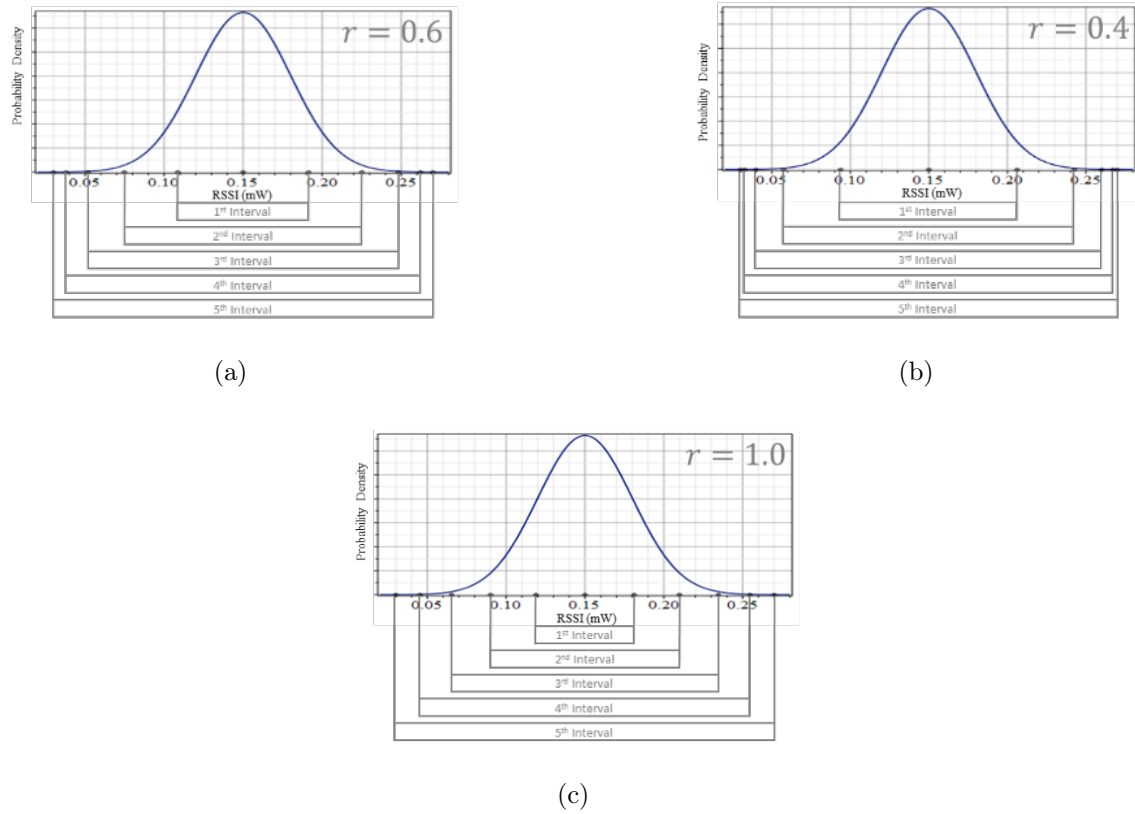 r = 0.6
Probability Density
0.05 0.10 0.15 0.20 0.25
RSSI (mW)
1st Interval
2nd Interval
3rd Interval
4th Interval
5th Interval
(a)
r = 0.4
Probability Density
0.05 0.10 0.15 0.20 0.25
RSSI (mW)
1st Interval
2nd Interval
3rd Interval
4th Interval
5th Interval
(b)
r = 1.0
Probability Density
0.05 0.10 0.15 0.20 0.25
RSSI (mW)
1st Interval
2nd Interval
3rd Interval
4th Interval
5th Interval
(c)